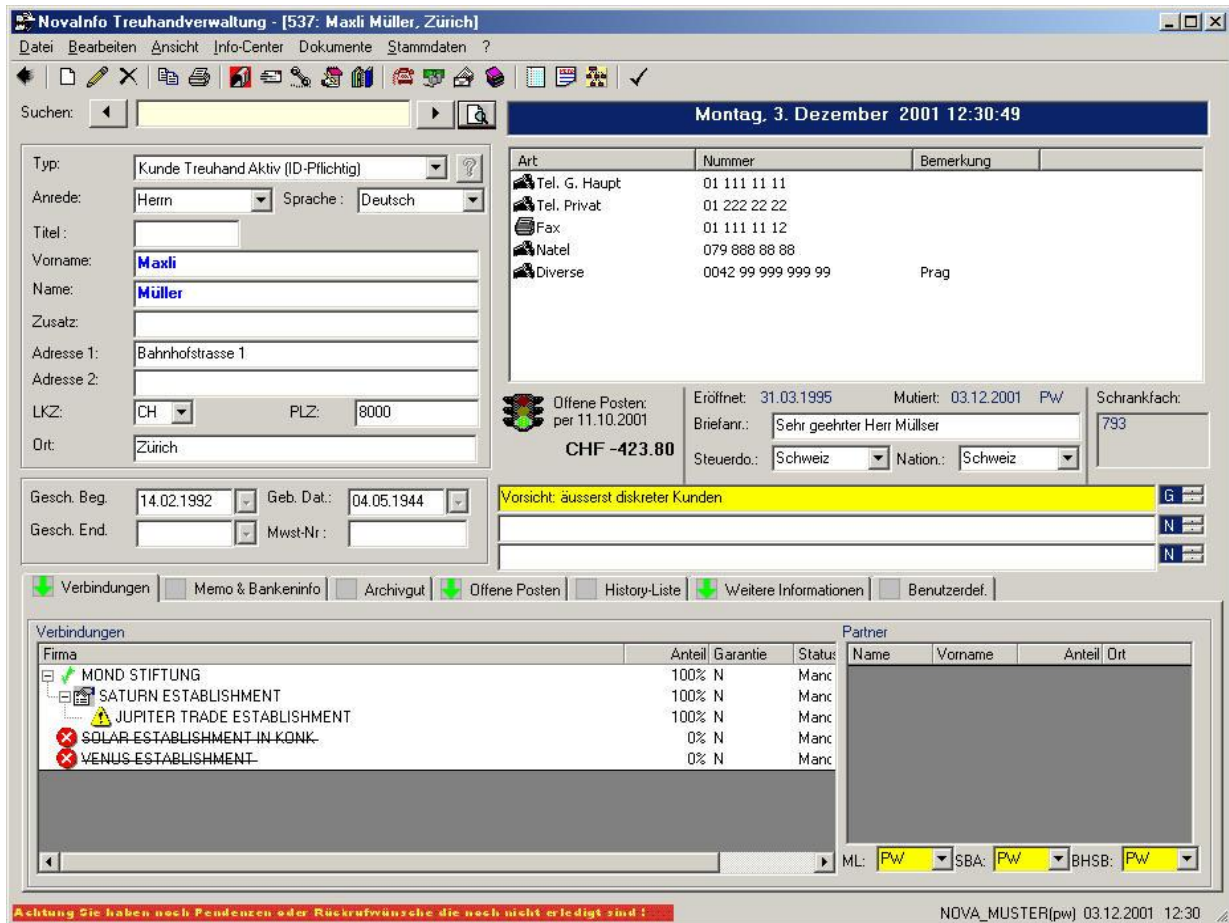 NovaInfo Treuhandverwaltung - [537: Maxli Müller, Zürich]
Datei Bearbeiten Ansicht Info-Center Dokumente Stammdaten ?
Suchen:
Montag, 3. Dezember 2001 12:30:49
Typ: Kunde Treuhand Aktiv (ID-Pflichtig)
Anrede: Herrn Sprache : Deutsch
Titel :
Vorname: Maxli
Name: Müller
Zusatz:
Adresse 1: Bahnhofstrasse 1
Adresse 2:
LKZ: CH PLZ: 8000
Ort: Zürich
Art Nummer Bemerkung
Tel. G. Haupt 01 111 11 11
Tel. Privat 01 222 22 22
Fax 01 111 11 12
Natel 079 888 88 88
Diverse 0042 99 999 999 99 Prag
Offene Posten:
per 11.10.2001
CHF -423.80
Eröffnet: 31.03.1995 Mutiert: 03.12.2001 PW
Briefanr.: Sehr geehrter Herr Müllser
Steuerdo.: Schweiz Nation.: Schweiz
Schrankfach:
793
Gesch. Beg. 14.02.1992 Geb. Dat.: 04.05.1944
Gesch. End. Mwst-Nr :
Vorsicht: äusserst diskreter Kunden G
N
N
Verbindungen Memo & Bankeninfo Archivgut Offene Posten History-Liste Weitere Informationen Benutzerdef.
Verbindungen
Firma Anteil Garantie Status
MOND STIFTUNG 100% N Manc
SATURN ESTABLISHMENT 100% N Manc
JUPITER TRADE ESTABLISHMENT 100% N Manc
SOLAR ESTABLISHMENT IN KONK. 0% N Manc
VENUS ESTABLISHMENT 0% N Manc
Partner
Name Vorname Anteil Ort
ML: PW SBA: PW BHSB: PW
Achtung Sie haben noch Pendenzen oder Rückrufwünsche die noch nicht erledigt sind !
NOVA_MUSTER(pw) 03.12.2001 12:30